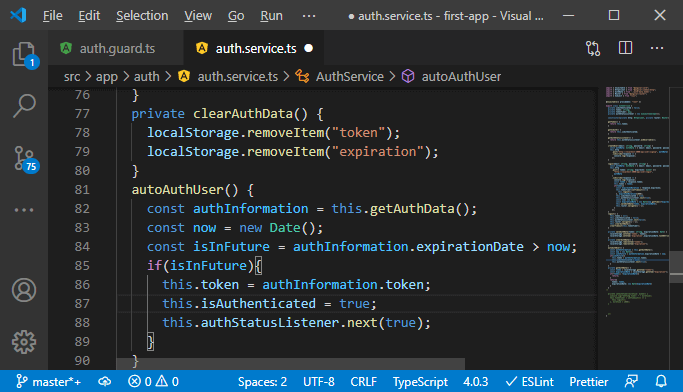 File Edit Selection View Go Run ··· ● auth.service.ts - first-app - Visual ...
auth.guard.ts auth.service.ts ●
src > app > auth > auth.service.ts > AuthService > autoAuthUser
1
75
76 }
77 private clearAuthData() {
78 localStorage.removeItem("token");
79 localStorage.removeItem("expiration");
80 }
81 autoAuthUser() {
82 const authInformation = this.getAuthData();
83 const now = new Date();
84 const isInFuture = authInformation.expirationDate > now;
85 if(isInFuture){
86 this.token = authInformation.token;
87 this.isAuthenticated = true;
88 this.authStatusListener.next(true);
89 }
90 }
master*+ 0 0 Spaces: 2 UTF-8 CRLF TypeScript 4.0.3 ✓ ESLint Prettier